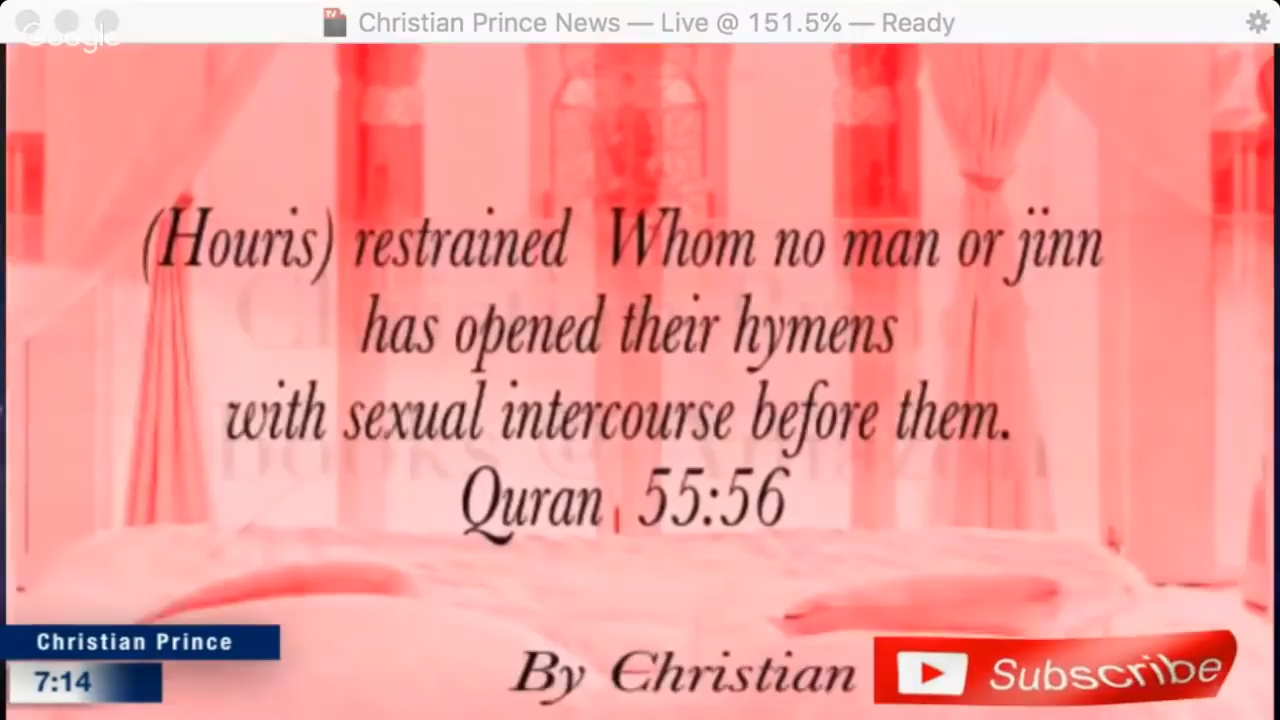 Christian Prince News — Live @ 151.5% — Ready
Google
(Houris) restrained Whom no man or jinn
has opened their hymens
with sexual intercourse before them.
Quran 55:56
Christian Prince
7:14
By Christian
Subscribe